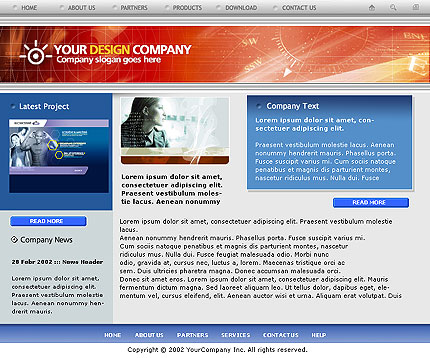 HOME ABOUT US PARTNERS PRODUCTS DOWNLOAD CONTACT US
YOUR DESIGN COMPANY
Company slogan goes here
Latest Project
READ MORE
Company News
28 Febr 2002 ::: News Header
Lorem ipsum dolor sit amet,
consectetuer adipiscing elit.
Praesent vestibulum
molestie lacus. Aenean
nonummy hen-
drerit mauris.
Lorem ipsum dolor sit amet,
consectetuer adipiscing elit.
Praesent vestibulum moles-
tie lacus. Aenean nonummy
Company Text
Lorem ipsum dolor sit amet, con-
sectetuer adipiscing elit.
Praesent vestibulum molestie lacus. Aenean
nonummy hendrerit mauris. Phasellus porta.
Fusce suscipit varius mi. Cum sociis natoque
penatibus et magnis dis parturient montes,
nascetur ridiculus mus. Nulla dui. Fusce
READ MORE
Lorem ipsum dolor sit amet, consectetuer adipiscing elit. Praesent vestibulum molestie
lacus.
Aenean nonummy hendrerit mauris. Phasellus porta. Fusce suscipit varius mi.
Cum sociis natoque penatibus et magnis dis parturient montes, nascetur
ridiculus mus. Nulla dui. Fusce feugiat malesuada odio. Morbi nunc
odio, gravida at, cursus nec, luctus a, lorem. Maecenas tristique orci ac
sem. Duis ultricies pharetra magna. Donec accumsan malesuada orci.
Donec sit amet eros. Lorem ipsum dolor sit amet, consectetuer adipiscing elit. Mauris
fermentum dictum magna. Sed laoreet aliquam leo. Ut tellus dolor, dapibus eget, ele-
mentum vel, cursus eleifend, elit. Aenean auctor wisi et urna. Aliquam erat volutpat. Duis
HOME ABOUT US PARTNERS SERVICES CONTACT US HELP
Copyright © 2002 YourCompany Inc. All rights reserved.